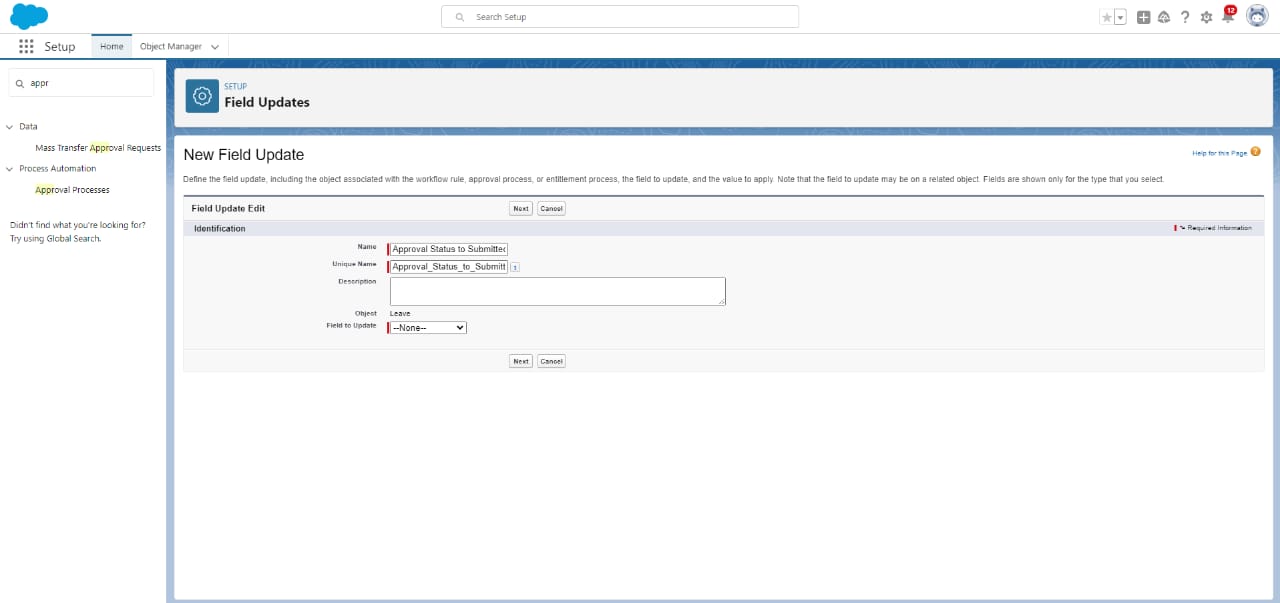 Search Setup
12
Setup
Home
Object Manager
appr
Data
Mass Transfer Approval Requests
Process Automation
Approval Processes
Didn't find what you're looking for?
Try using Global Search.
SETUP
Field Updates
New Field Update
Help for this Page
Define the field update, including the object associated with the workflow rule, approval process, or entitlement process, the field to update, and the value to apply. Note that the field to update may be on a related object. Fields are shown only for the type that you select.
Field Update Edit
Next Cancel
Identification
= Required Information
Name Approval Status to Submitted
Unique Name Approval_Status_to_Submitt
Description
Object Leave
Field to Update --None--
Next Cancel